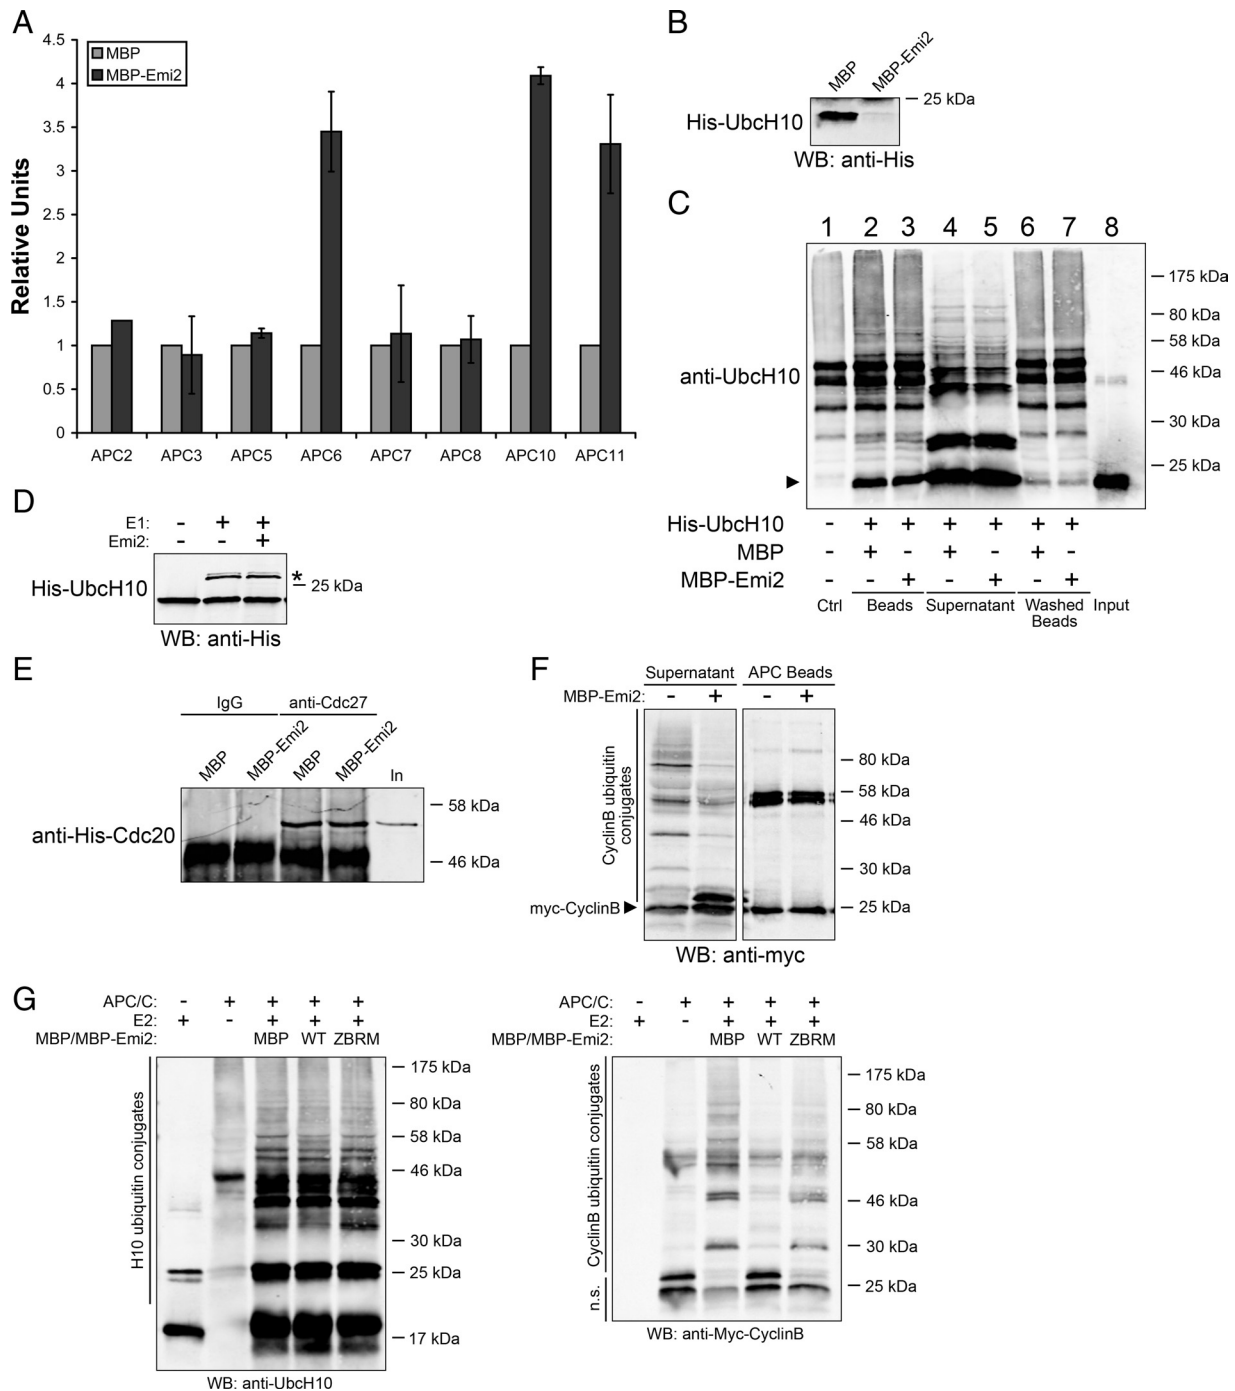 A
4.5
4
3.5
3
2.5
2
1.5
1
0.5
0
Relative Units
MBP
MBP-Emi2
APC2 APC3 APC5 APC6 APC7 APC8 APC10 APC11
B
MBP MBP-Emi2
25 kDa
His-UbcH10
WB: anti-His
C
1 2 3 4 5 6 7 8
175 kDa
80 kDa
58 kDa
anti-UbcH10
46 kDa
30 kDa
25 kDa
His-UbcH10 - + + + + + +
MBP - + - + - + -
MBP-Emi2 - - + - + - +
Ctrl Beads Supernatant Washed Beads Input
D
E1: - + +
Emi2: - - +
* 25 kDa
His-UbcH10
WB: anti-His
E
IgG anti-Cdc27
MBP MBP-Emi2 MBP MBP-Emi2 In
58 kDa
anti-His-Cdc20
46 kDa
F
Supernatant APC Beads
MBP-Emi2: - + - +
CyclinB ubiquitin conjugates
80 kDa
58 kDa
46 kDa
30 kDa
myc-CyclinB
25 kDa
WB: anti-myc
G
APC/C: - + + + +
E2: + - + + +
MBP/MBP-Emi2: MBP WT ZBRM
H10 ubiquitin conjugates
175 kDa
80 kDa
58 kDa
46 kDa
30 kDa
25 kDa
17 kDa
WB: anti-UbcH10
APC/C: - + + + +
E2: + - + + +
MBP/MBP-Emi2: MBP WT ZBRM
CyclinB ubiquitin conjugates
n.s.
175 kDa
80 kDa
58 kDa
46 kDa
30 kDa
25 kDa
WB: anti-Myc-CyclinB